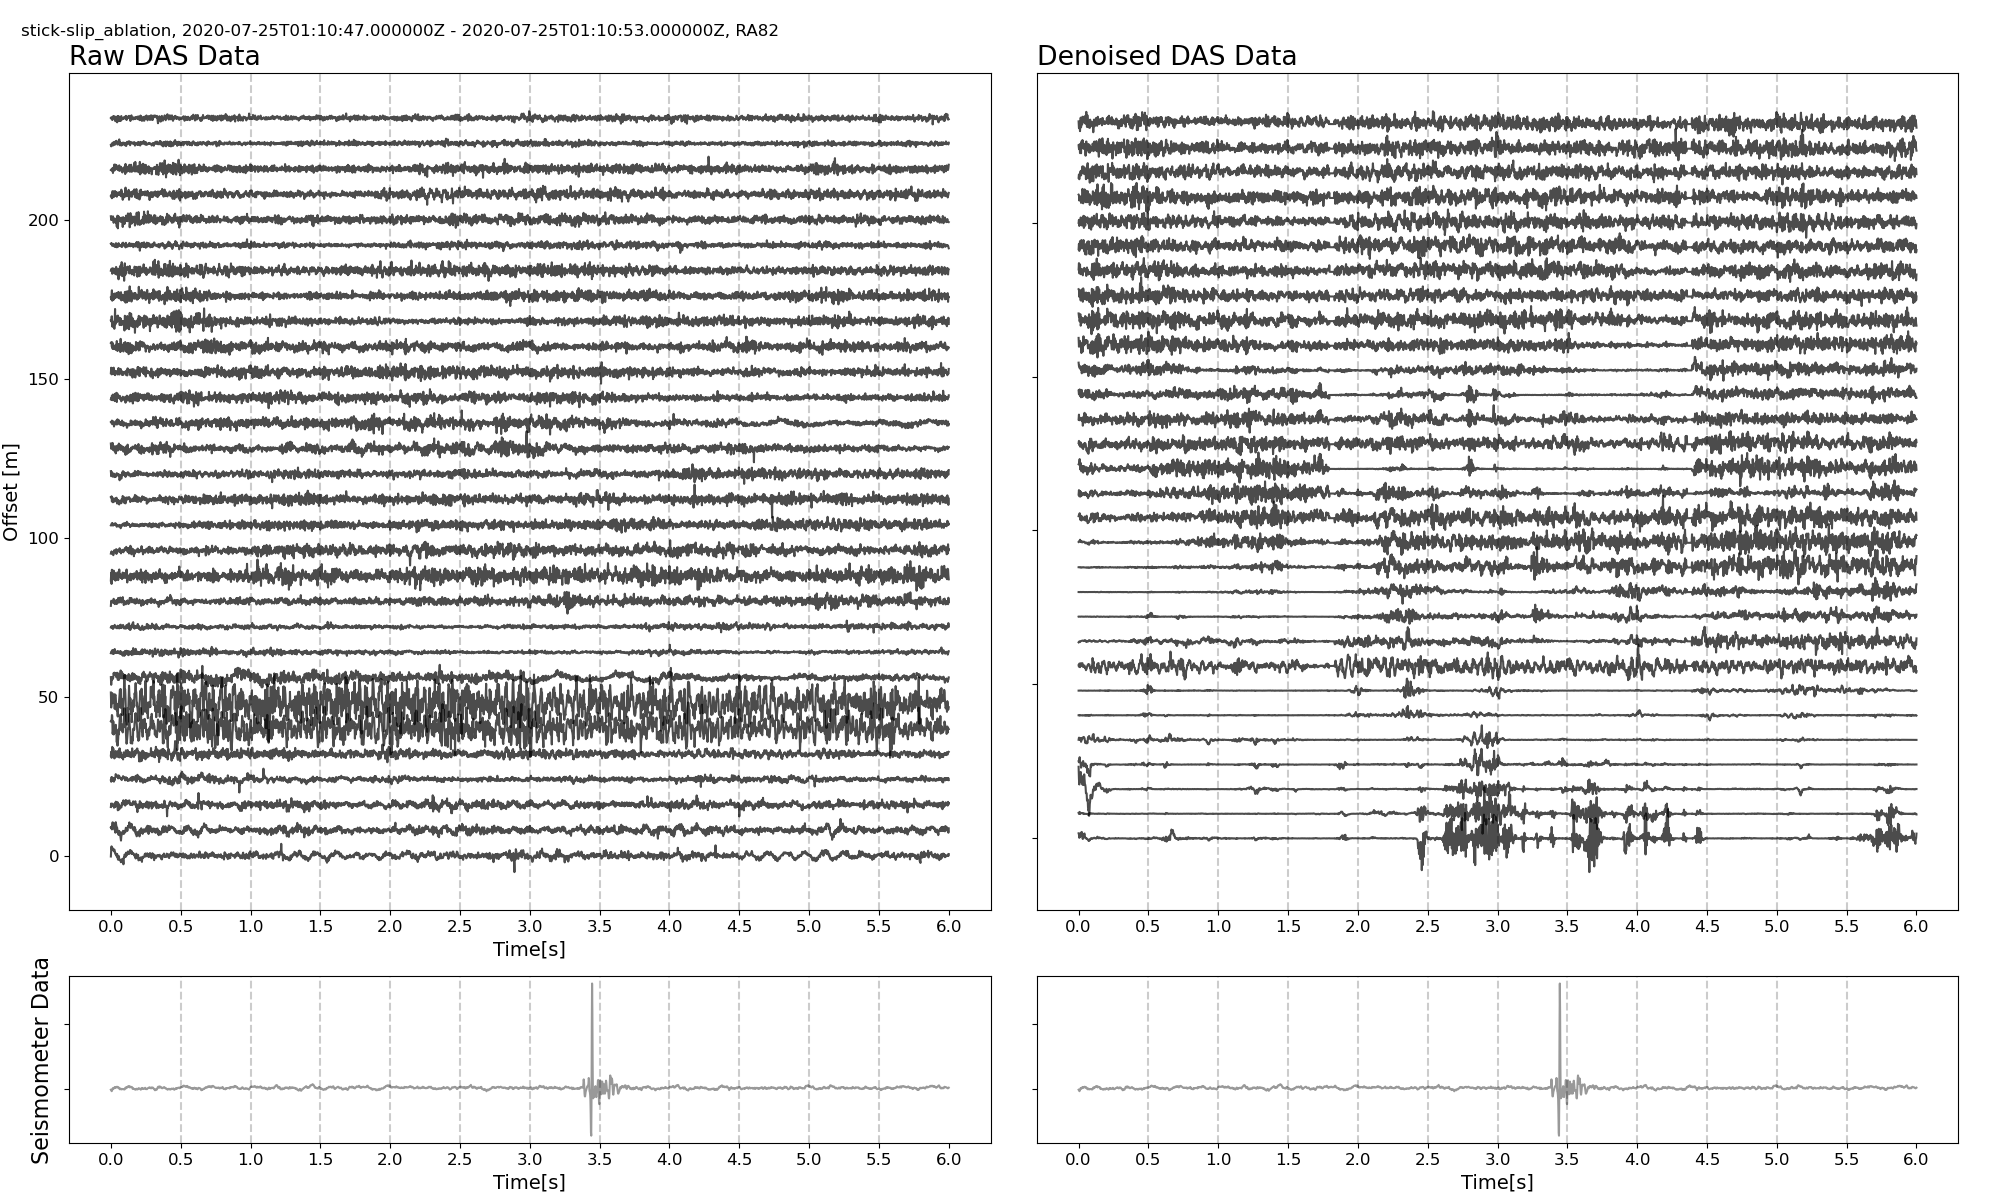 stick-slip_ablation, 2020-07-25T01:10:47.000000Z - 2020-07-25T01:10:53.000000Z, RA82
Raw DAS Data
Denoised DAS Data
Offset [m]
200
150
100
50
0
0.0 0.5 1.0 1.5 2.0 2.5 3.0 3.5 4.0 4.5 5.0 5.5 6.0
Time[s]
0.0 0.5 1.0 1.5 2.0 2.5 3.0 3.5 4.0 4.5 5.0 5.5 6.0
Time[s]
Seismometer Data
0.0 0.5 1.0 1.5 2.0 2.5 3.0 3.5 4.0 4.5 5.0 5.5 6.0
Time[s]
0.0 0.5 1.0 1.5 2.0 2.5 3.0 3.5 4.0 4.5 5.0 5.5 6.0
Time[s]